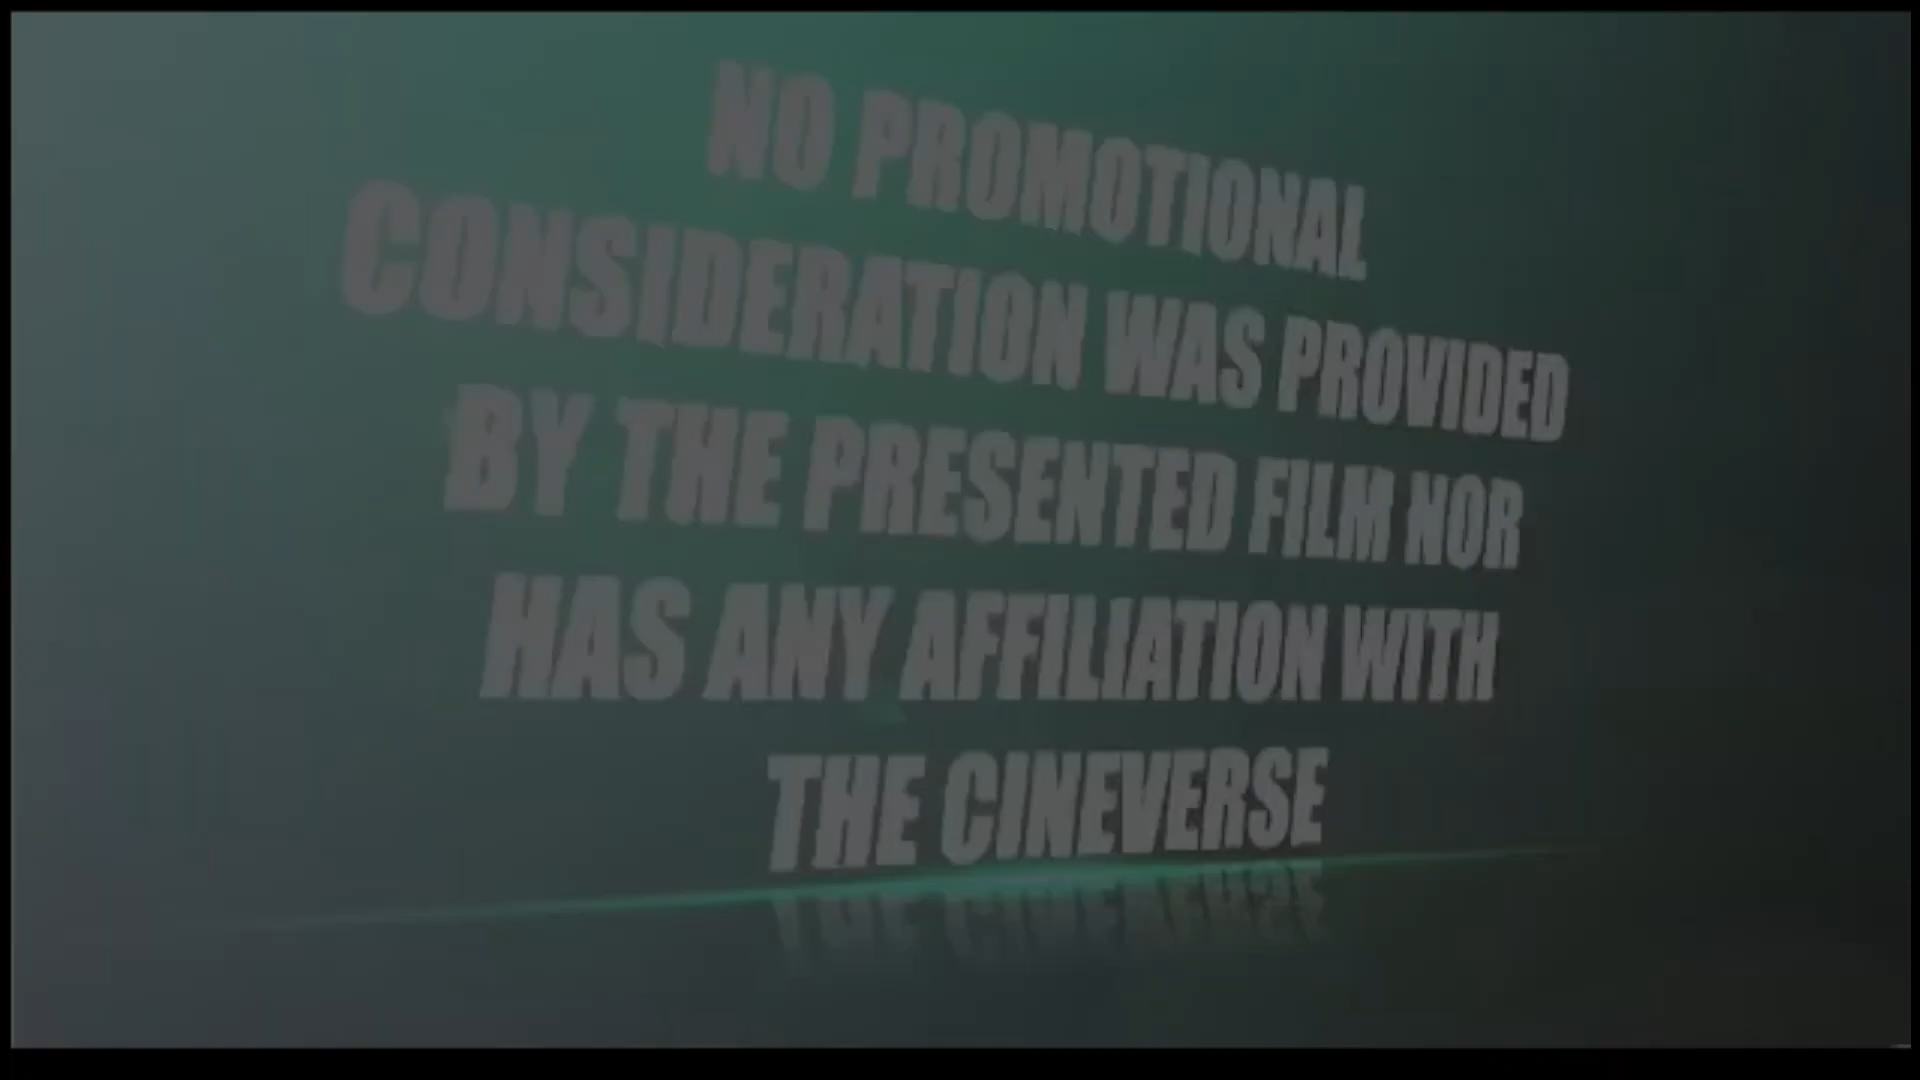 NO PROMOTIONAL
CONSIDERATION WAS PROVIDED
BY THE PRESENTED FILM NOR
HAS ANY AFFILIATION WITH
THE CINEVERSE